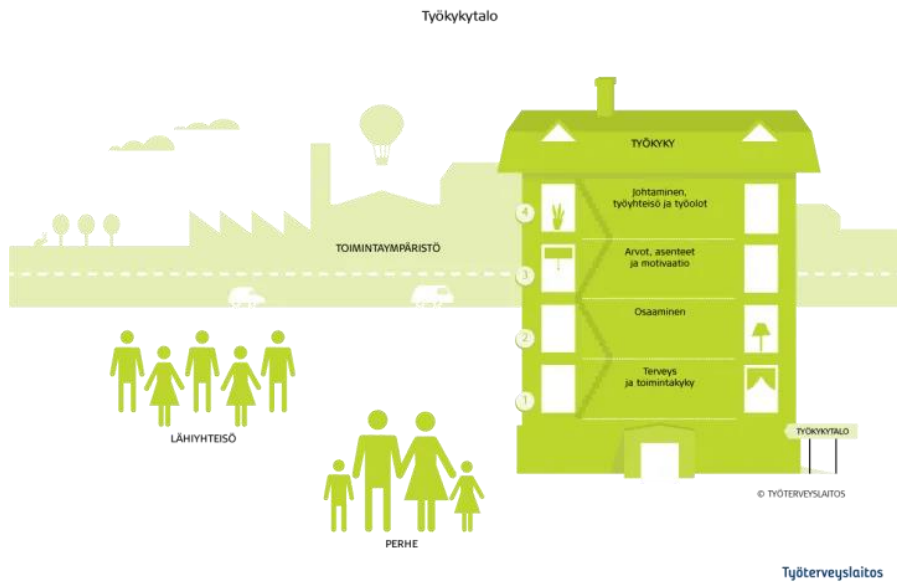 Työkykytalo
TYÖKYKY
4
Johtaminen,
työyhteisö ja työolot
TOIMINTAYMPÄRISTÖ
3
Arvot, asenteet
ja motivaatio
2
Osaaminen
1
Terveys
ja toimintakyky
LÄHIYHTEISÖ
TYÖKYKYTALO
PERHE
© TYÖTERVEYSLAITOS
Työterveyslaitos